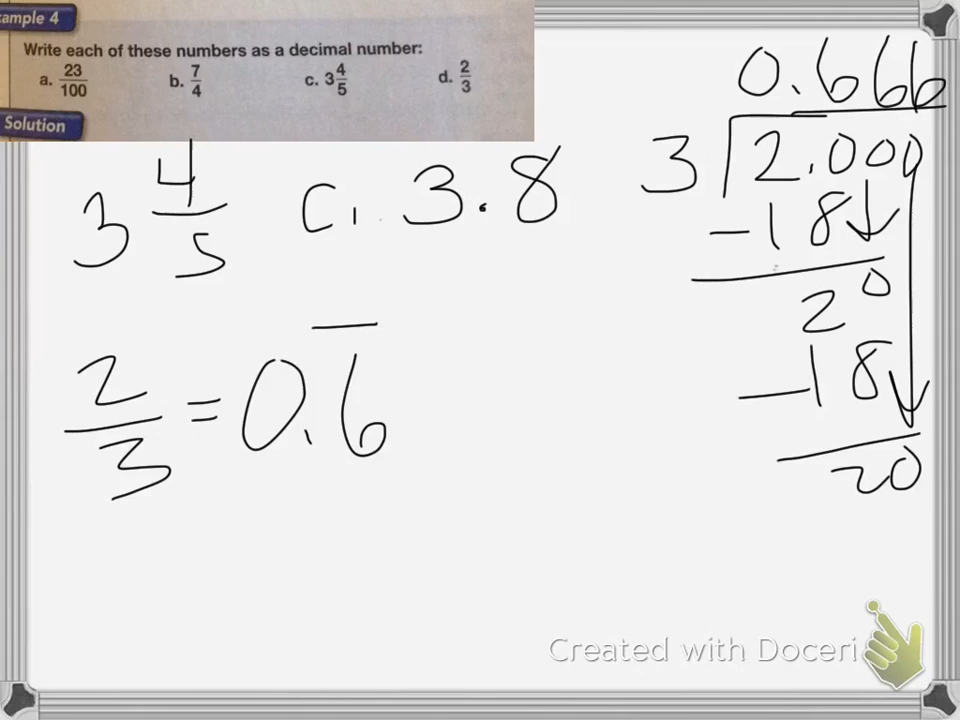 ample 4
Write each of these numbers as a decimal number:
a. 23/100 b. 7/4 c. 3 4/5 d. 2/3
Solution
3 4/5 c. 3.8
2/3 = 0.6̅
0.666
3 2.000
-18
20
-18
20
Created with Doceri